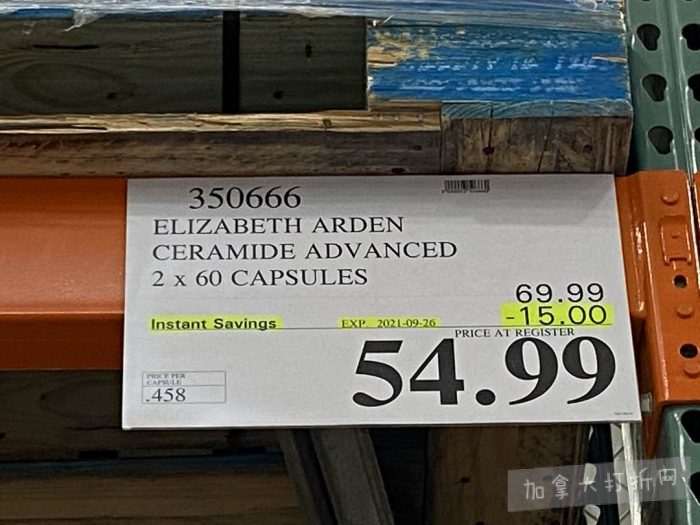 350666
ELIZABETH ARDEN
CERAMIDE ADVANCED
2 x 60 CAPSULES
69.99
-15.00
Instant Savings EXP. 2021-09-26
PRICE AT REGISTER
54.99
PRICE PER
CAPSULE
.458
加拿大打折网